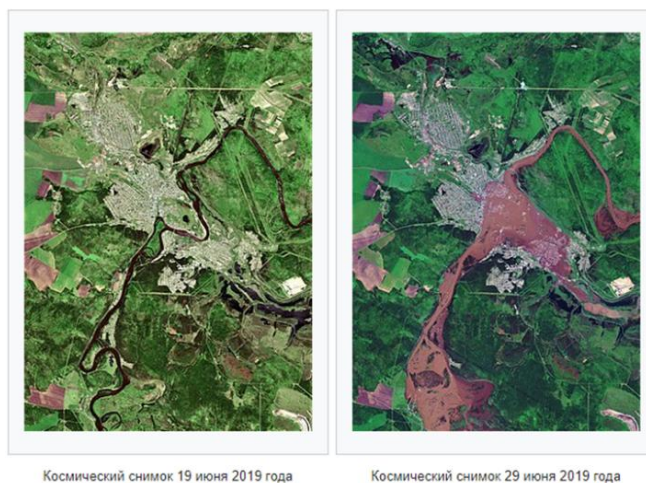 Космический снимок 19 июня 2019 года
Космический снимок 29 июня 2019 года